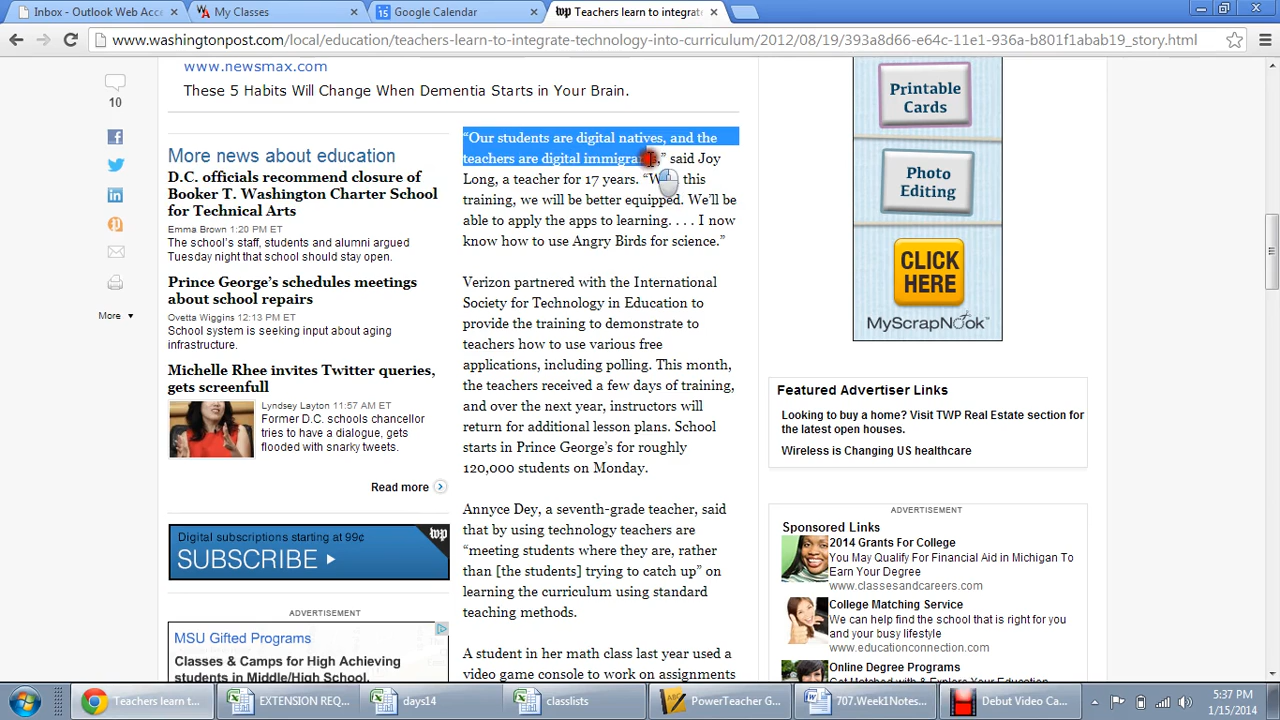 Inbox - Outlook Web Acc
My Classes
Google Calendar
Teachers learn to integrat
www.washingtonpost.com/local/education/teachers-learn-to-integrate-technology-into-curriculum/2012/08/19/393a8d66-e64c-11e1-936a-b801f1abab19_story.html
10
More
www.newsmax.com
These 5 Habits Will Change When Dementia Starts in Your Brain.
More news about education
D.C. officials recommend closure of
Booker T. Washington Charter School
for Technical Arts
Emma Brown 1:20 PM ET
The school's staff, students and alumni argued
Tuesday night that school should stay open.
Prince George's schedules meetings
about school repairs
Ovetta Wiggins 12:13 PM ET
School system is seeking input about aging
infrastructure.
Michelle Rhee invites Twitter queries,
gets screenfull
Lyndsey Layton 11:57 AM ET
Former D.C. schools chancellor
tries to have a dialogue, gets
flooded with snarky tweets.
Read more
Digital subscriptions starting at 99¢
SUBSCRIBE
wp
ADVERTISEMENT
MSU Gifted Programs
Classes & Camps for High Achieving
students in Middle/High School.
“Our students are digital natives, and the
teachers are digital immigran ,” said Joy
Long, a teacher for 17 years. “W this
training, we will be better equipped. We’ll be
able to apply the apps to learning. . . . I now
know how to use Angry Birds for science.”
Verizon partnered with the International
Society for Technology in Education to
provide the training to demonstrate to
teachers how to use various free
applications, including polling. This month,
the teachers received a few days of training,
and over the next year, instructors will
return for additional lesson plans. School
starts in Prince George’s for roughly
120,000 students on Monday.
Annyce Dey, a seventh-grade teacher, said
that by using technology teachers are
“meeting students where they are, rather
than [the students] trying to catch up” on
learning the curriculum using standard
teaching methods.
A student in her math class last year used a
video game console to work on assignments
Printable
Cards
Photo
Editing
CLICK
HERE
MyScrapNook
Featured Advertiser Links
Looking to buy a home? Visit TWP Real Estate section for
the latest open houses.
Wireless is Changing US healthcare
ADVERTISEMENT
Sponsored Links
2014 Grants For College
You May Qualify For Financial Aid in Michigan To
Earn Your Degree
www.classesandcareers.com
College Matching Service
We can help find the school that is right for you
and your busy lifestyle
www.educationconnection.com
Online Degree Programs
Teachers learn t...
EXTENSION REQ...
days14
classlists
PowerTeacher G...
707.Week1Notes...
Debut Video Ca...
5:37 PM
1/15/2014